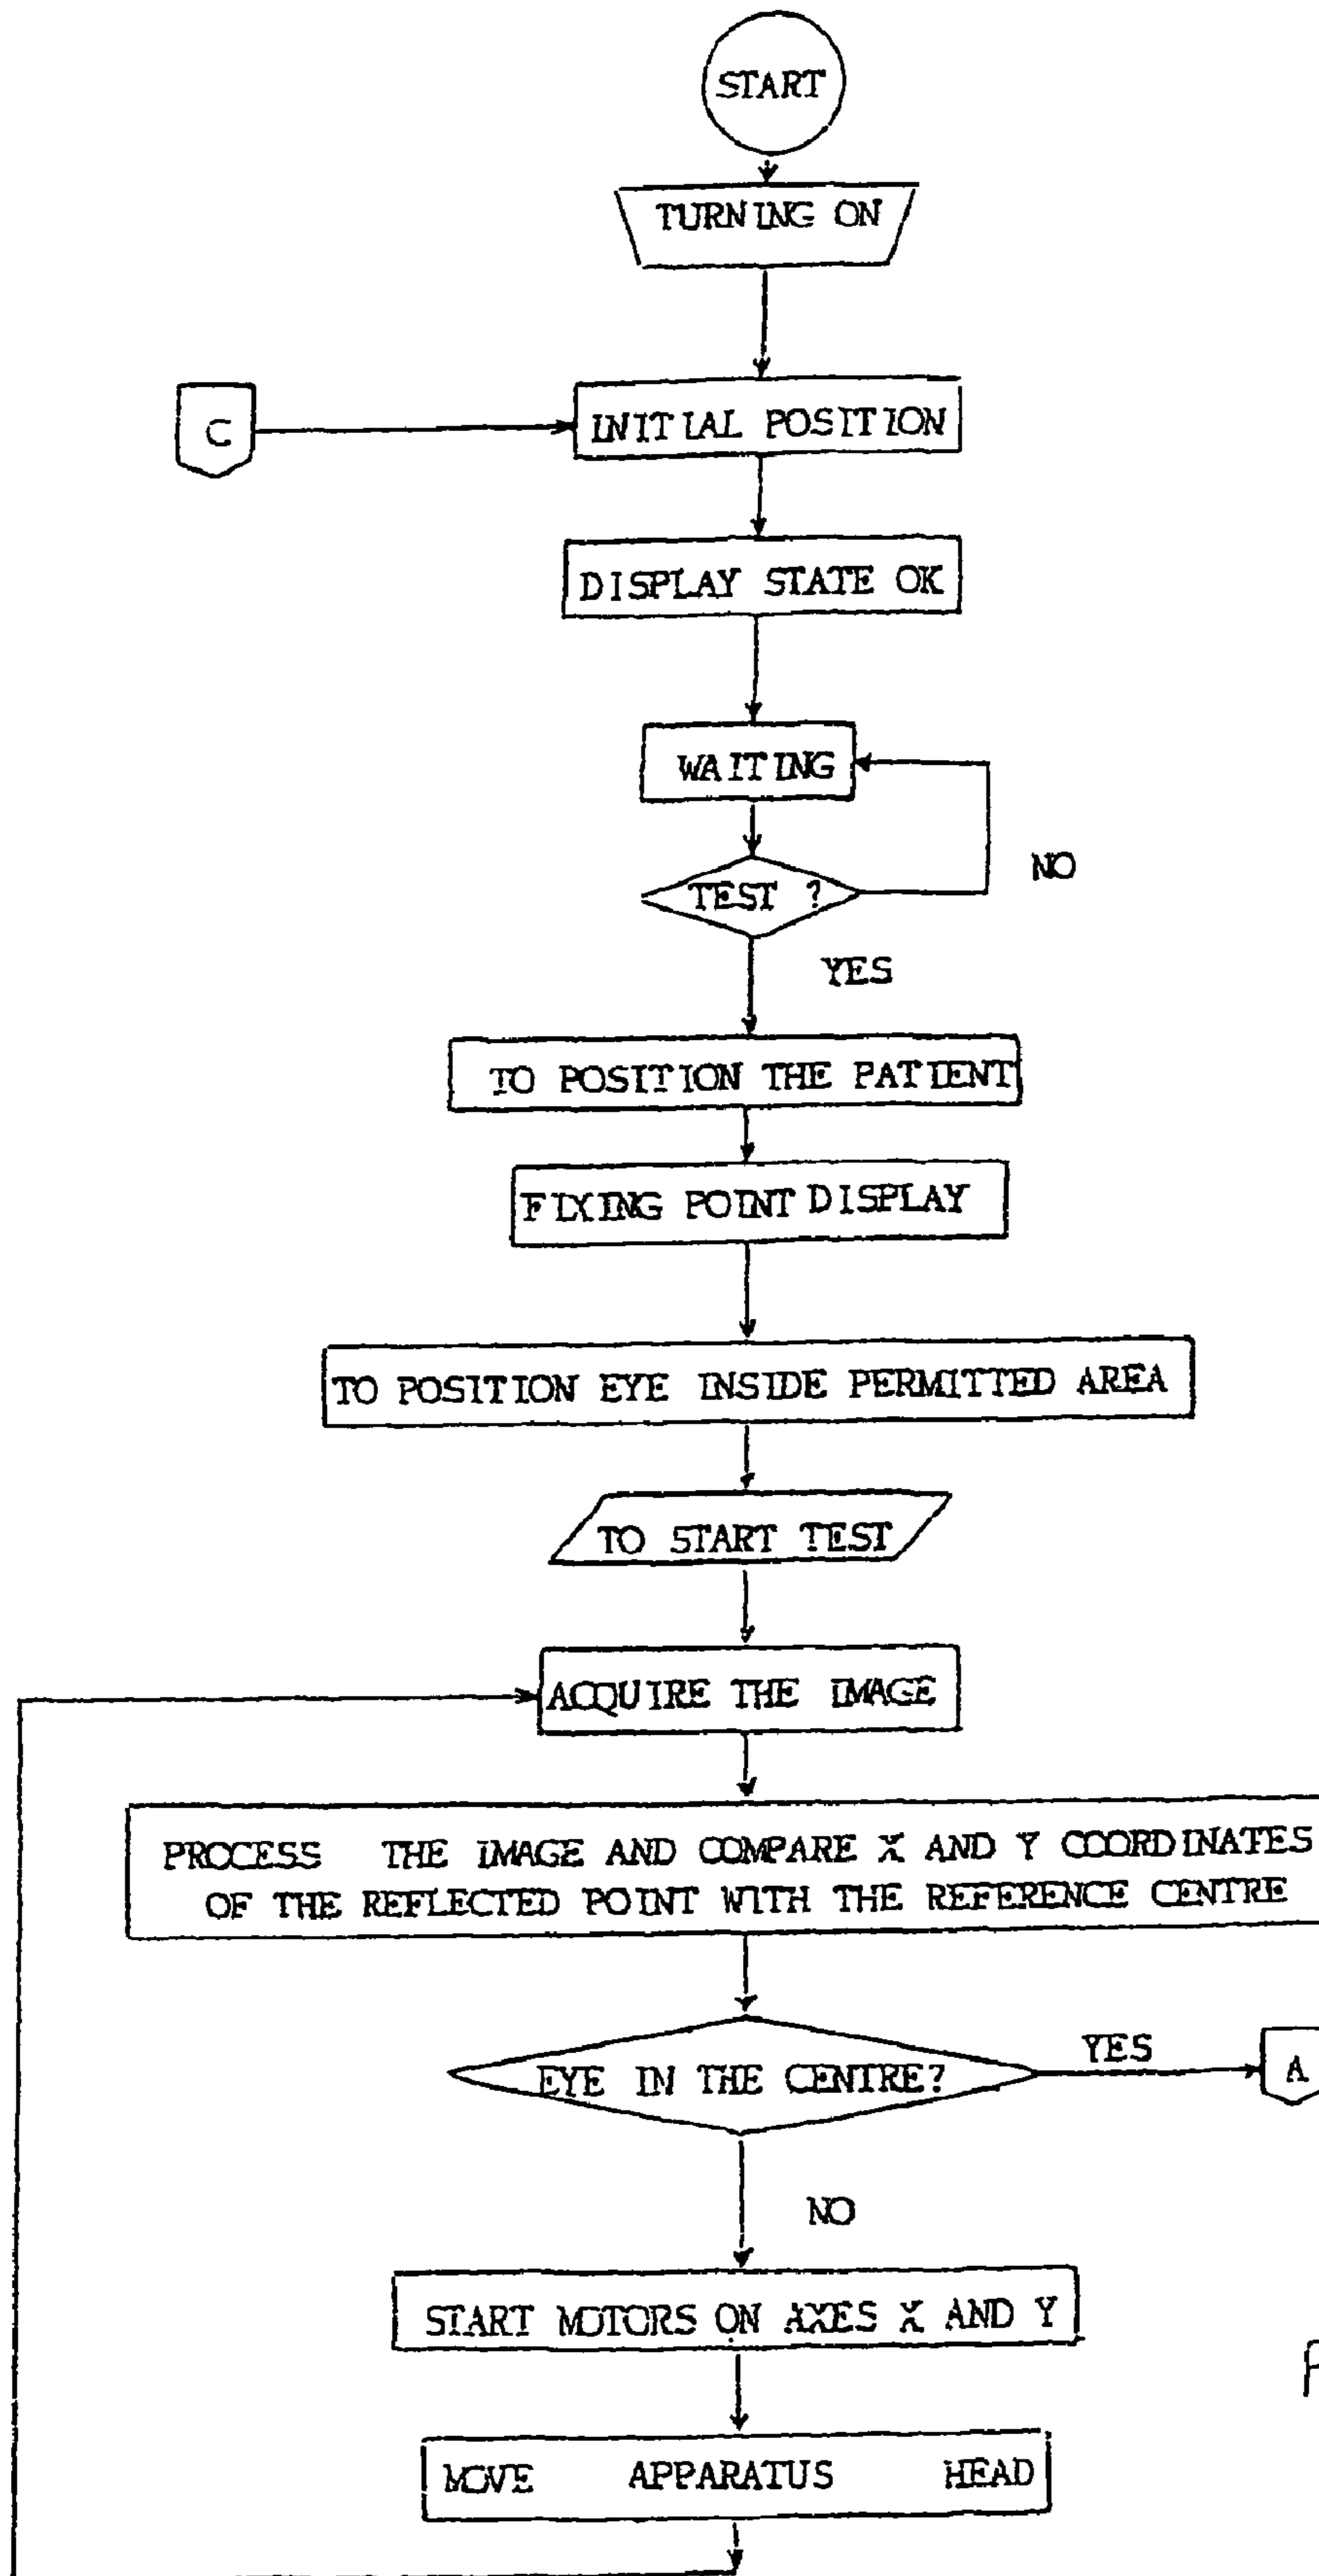 START
TURNING ON
C
INITIAL POSITION
DISPLAY STATE OK
WAITING
NO
TEST ?
YES
TO POSITION THE PATIENT
FIXING POINT DISPLAY
TO POSITION EYE INSIDE PERMITTED AREA
TO START TEST
ACQUIRE THE IMAGE
PROCESS THE IMAGE AND COMPARE X AND Y COORDINATES
OF THE REFLECTED POINT WITH THE REFERENCE CENTRE
EYE IN THE CENTRE?
YES
A
NO
START MOTORS ON AXES X AND Y
MOVE APPARATUS HEAD